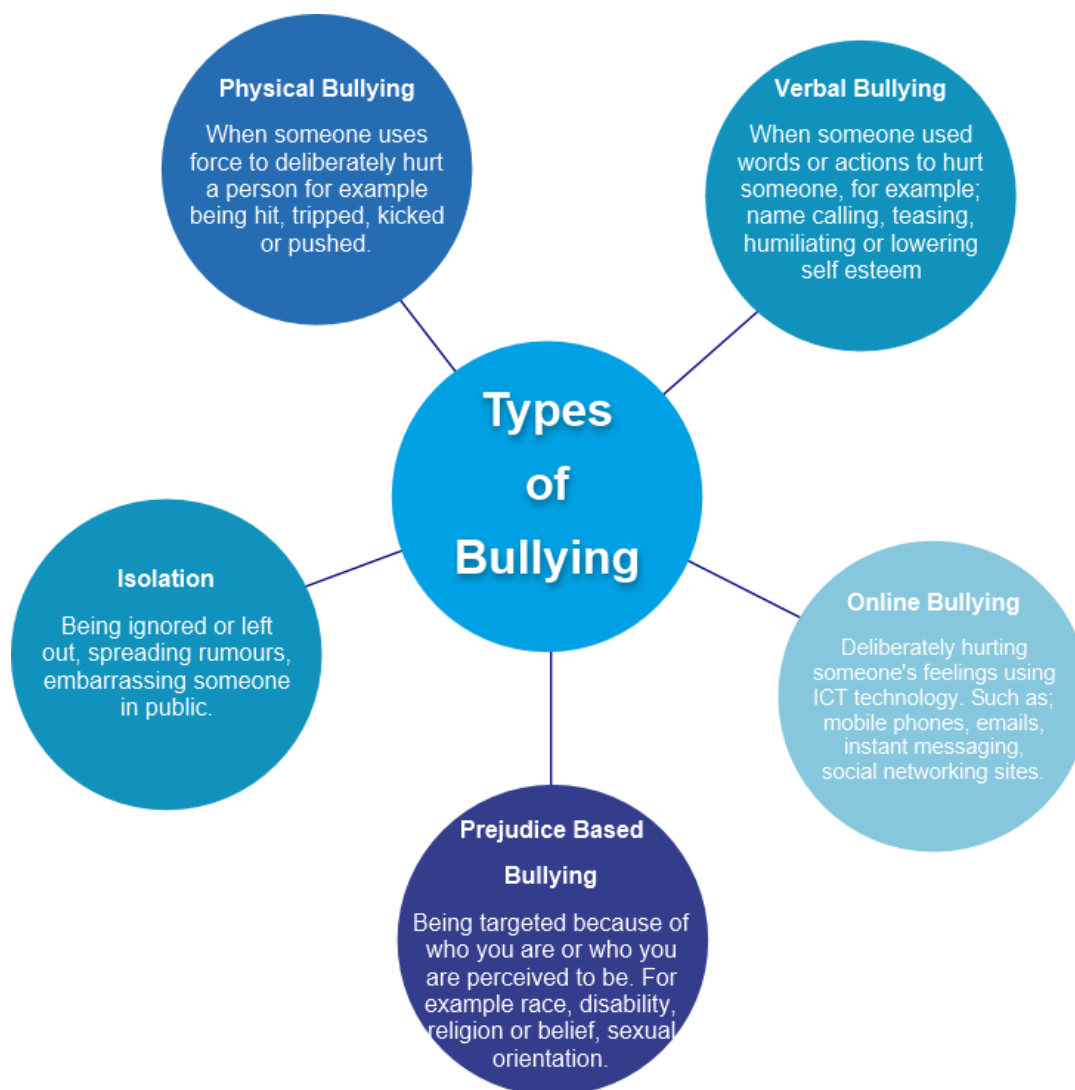 Physical Bullying
When someone uses
force to deliberately hurt
a person for example
being hit, tripped, kicked
or pushed.
Verbal Bullying
When someone used
words or actions to hurt
someone, for example;
name calling, teasing,
humiliating or lowering
self esteem
Types
of
Bullying
Isolation
Being ignored or left
out, spreading rumours,
embarrassing someone
in public.
Online Bullying
Deliberately hurting
someone's feelings using
ICT technology. Such as;
mobile phones, emails,
instant messaging,
social networking sites.
Prejudice Based
Bullying
Being targeted because of
who you are or who you
are perceived to be. For
example race, disability,
religion or belief, sexual
orientation.